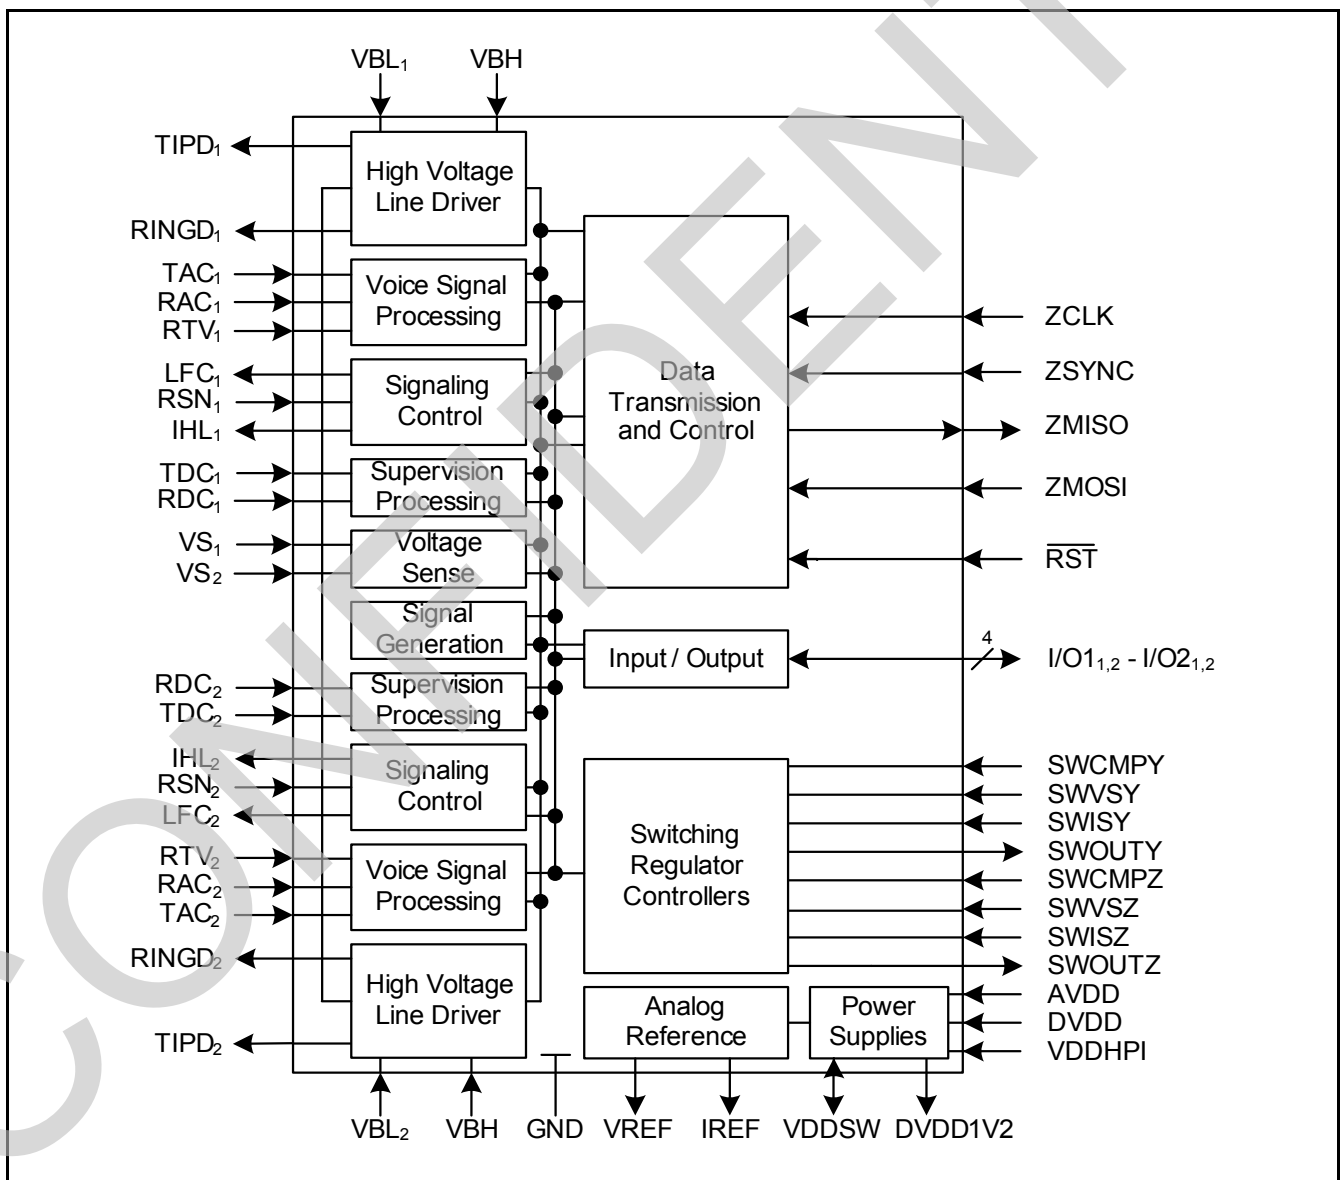 VBL₁ VBH
TIPD₁
High Voltage
Line Driver
RINGD₁
TAC₁
RAC₁
RTV₁
Voice Signal
Processing
LFC₁
RSN₁
IHL₁
Signaling
Control
TDC₁
RDC₁
Supervision
Processing
VS₁
VS₂
Voltage
Sense
Signal
Generation
RDC₂
TDC₂
Supervision
Processing
IHL₂
RSN₂
LFC₂
Signaling
Control
RTV₂
RAC₂
TAC₂
Voice Signal
Processing
RINGD₂
High Voltage
Line Driver
TIPD₂
Data
Transmission
and Control
ZCLK
ZSYNC
ZMISO
ZMOSI
RST
Input / Output
4
I/O1₁,₂ - I/O2₁,₂
Switching
Regulator
Controllers
SWCMPY
SWVSY
SWISY
SWOUTY
SWCMPZ
SWVSZ
SWISZ
SWOUTZ
Analog
Reference
Power
Supplies
AVDD
DVDD
VDDHPI
VBL₂ VBH GND VREF IREF VDDSW DVDD1V2
CONFIDENT